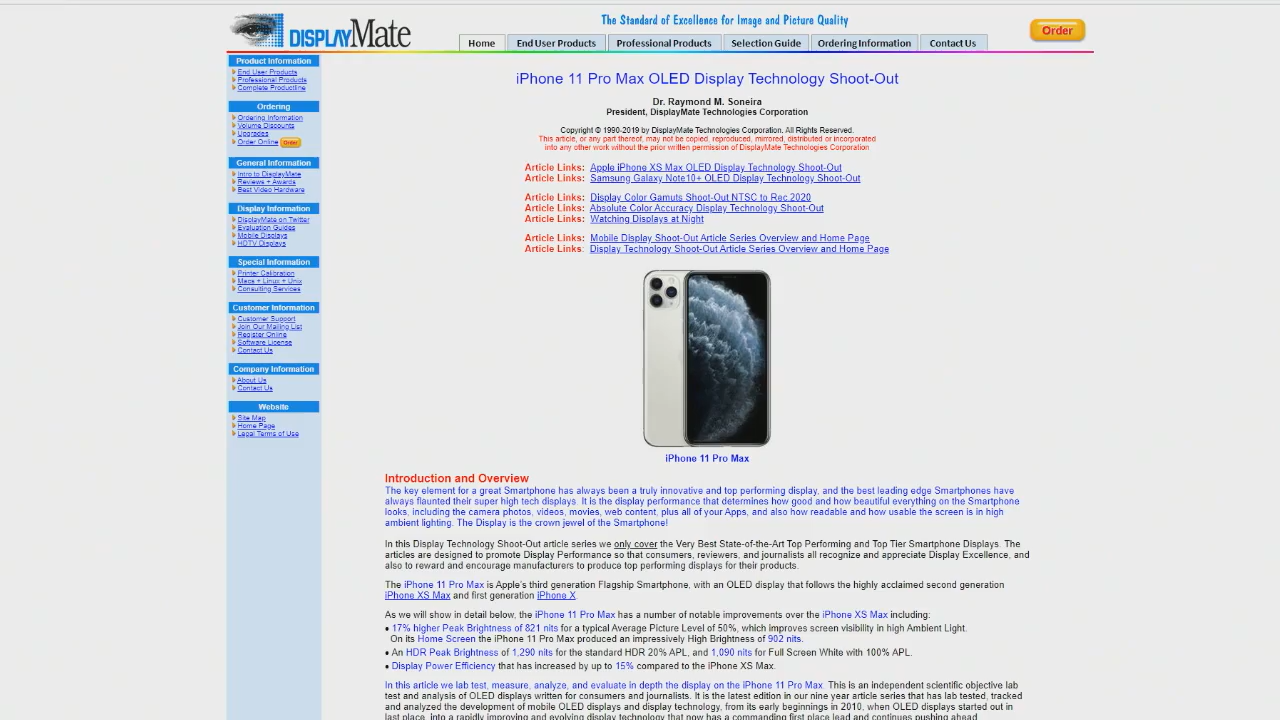 DISPLAYMate
The Standard of Excellence for Image and Picture Quality
Order
Home
End User Products
Professional Products
Selection Guide
Ordering Information
Contact Us
Product Information
End User Products
Professional Products
Complete Productline
Ordering
Ordering Information
Volume Discounts
Upgrades
Order Online
Order
General Information
Intro to DisplayMate
Reviews + Awards
Best Video Hardware
Display Information
DisplayMate on Twitter
Evaluation Guides
Mobile Displays
HDTV Displays
Special Information
Printer Calibration
Macs + Linux + Unix
Consulting Services
Customer Information
Customer Support
Join Our Mailing List
Register Online
Software License
Contact Us
Company Information
About Us
Contact Us
Website
Site Map
Home Page
Legal Terms of Use
iPhone 11 Pro Max OLED Display Technology Shoot-Out
Dr. Raymond M. Soneira
President, DisplayMate Technologies Corporation
Copyright © 1990-2019 by DisplayMate Technologies Corporation. All Rights Reserved.
This article, or any part thereof, may not be copied, reproduced, mirrored, distributed or incorporated
into any other work without the prior written permission of DisplayMate Technologies Corporation
Article Links: Apple iPhone XS Max OLED Display Technology Shoot-Out
Article Links: Samsung Galaxy Note10+ OLED Display Technology Shoot-Out
Article Links: Display Color Gamuts Shoot-Out NTSC to Rec.2020
Article Links: Absolute Color Accuracy Display Technology Shoot-Out
Article Links: Watching Displays at Night
Article Links: Mobile Display Shoot-Out Article Series Overview and Home Page
Article Links: Display Technology Shoot-Out Article Series Overview and Home Page
iPhone 11 Pro Max
Introduction and Overview
The key element for a great Smartphone has always been a truly innovative and top performing display, and the best leading edge Smartphones have
always flaunted their super high tech displays. It is the display performance that determines how good and how beautiful everything on the Smartphone
looks, including the camera photos, videos, movies, web content, plus all of your Apps, and also how readable and how usable the screen is in high
ambient lighting. The Display is the crown jewel of the Smartphone!
In this Display Technology Shoot-Out article series we only cover the Very Best State-of-the-Art Top Performing and Top Tier Smartphone Displays. The
articles are designed to promote Display Performance so that consumers, reviewers, and journalists all recognize and appreciate Display Excellence, and
also to reward and encourage manufacturers to produce top performing displays for their products.
The iPhone 11 Pro Max is Apple's third generation Flagship Smartphone, with an OLED display that follows the highly acclaimed second generation
iPhone XS Max and first generation iPhone X.
As we will show in detail below, the iPhone 11 Pro Max has a number of notable improvements over the iPhone XS Max including:
• 17% higher Peak Brightness of 821 nits for a typical Average Picture Level of 50%, which improves screen visibility in high Ambient Light.
On its Home Screen the iPhone 11 Pro Max produced an impressively High Brightness of 902 nits.
• An HDR Peak Brightness of 1,290 nits for the standard HDR 20% APL, and 1,090 nits for Full Screen White with 100% APL.
• Display Power Efficiency that has increased by up to 15% compared to the iPhone XS Max.
In this article we lab test, measure, analyze, and evaluate in depth the display on the iPhone 11 Pro Max. This is an independent scientific objective lab
test and analysis of OLED displays written for consumers and journalists. It is the latest edition in our nine year article series that has lab tested, tracked
and analyzed the development of mobile OLED displays and display technology, from its early beginnings in 2010, when OLED displays started out in
last place, into a rapidly improving and evolving display technology that now has a commanding first place lead and continues pushing ahead